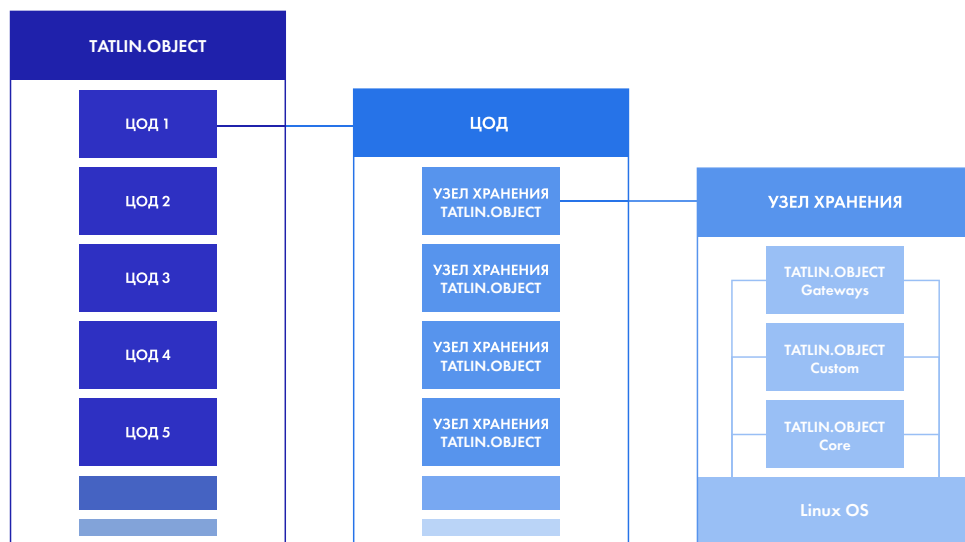 TATLIN.OBJECT
ЦОД 1
ЦОД 2
ЦОД 3
ЦОД 4
ЦОД 5
ЦОД
УЗЕЛ ХРАНЕНИЯ
TATLIN.OBJECT
УЗЕЛ ХРАНЕНИЯ
TATLIN.OBJECT
УЗЕЛ ХРАНЕНИЯ
TATLIN.OBJECT
УЗЕЛ ХРАНЕНИЯ
TATLIN.OBJECT
УЗЕЛ ХРАНЕНИЯ
TATLIN.OBJECT
Gateways
TATLIN.OBJECT
Custom
TATLIN.OBJECT
Core
Linux OS